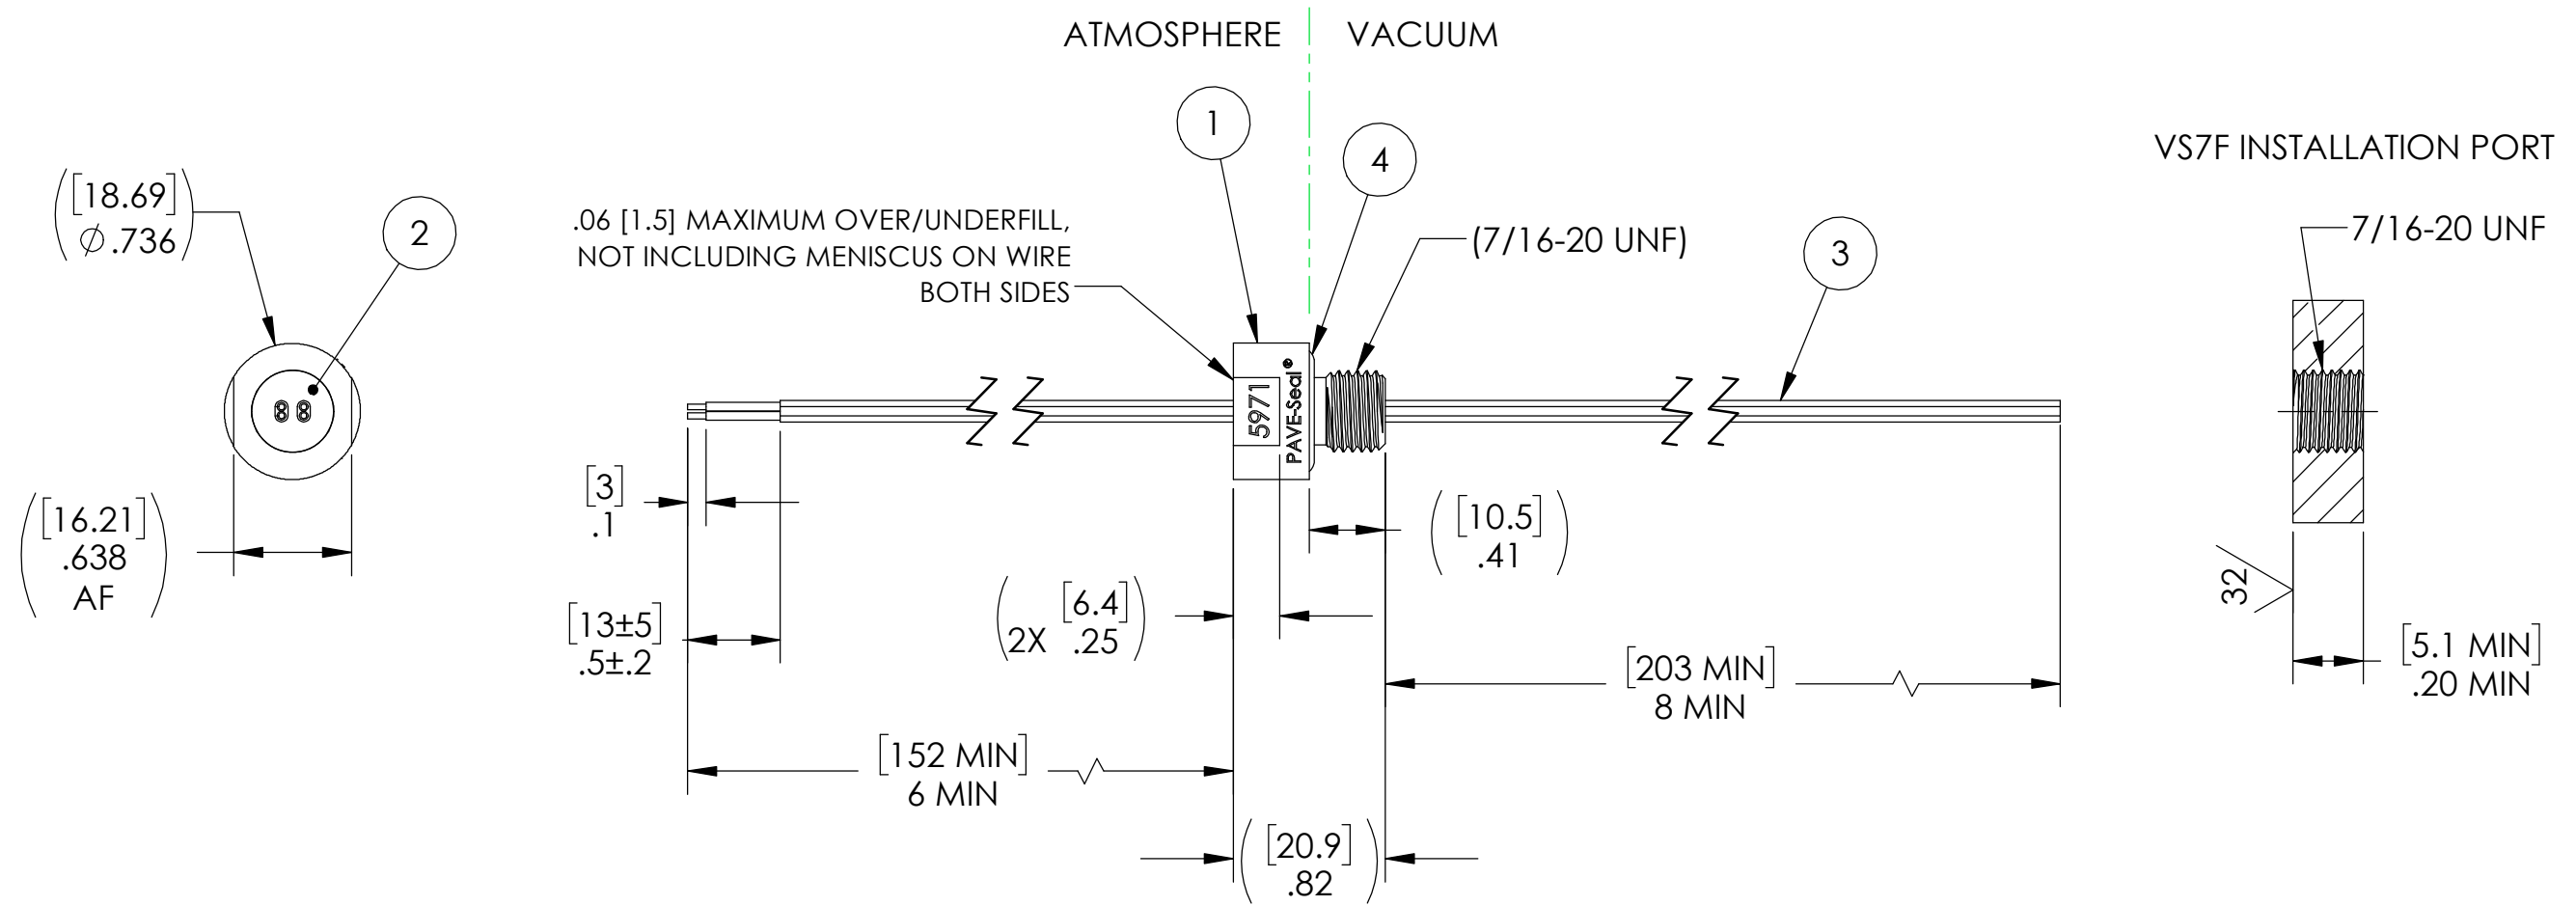 ATMOSPHERE
VACUUM
1
4
VS7F INSTALLATION PORT
[18.69]
Ø .736
2
.06 [1.5] MAXIMUM OVER/UNDERFILL,
NOT INCLUDING MENISCUS ON WIRE
BOTH SIDES
(7/16-20 UNF)
3
7/16-20 UNF
5971
PAVE-Seal®
[16.21]
.638
AF
[3]
.1
[10.5]
.41
[13±5]
.5±.2
[6.4]
2X .25
32
[5.1 MIN]
.20 MIN
[203 MIN]
8 MIN
[152 MIN]
6 MIN
[20.9]
.82